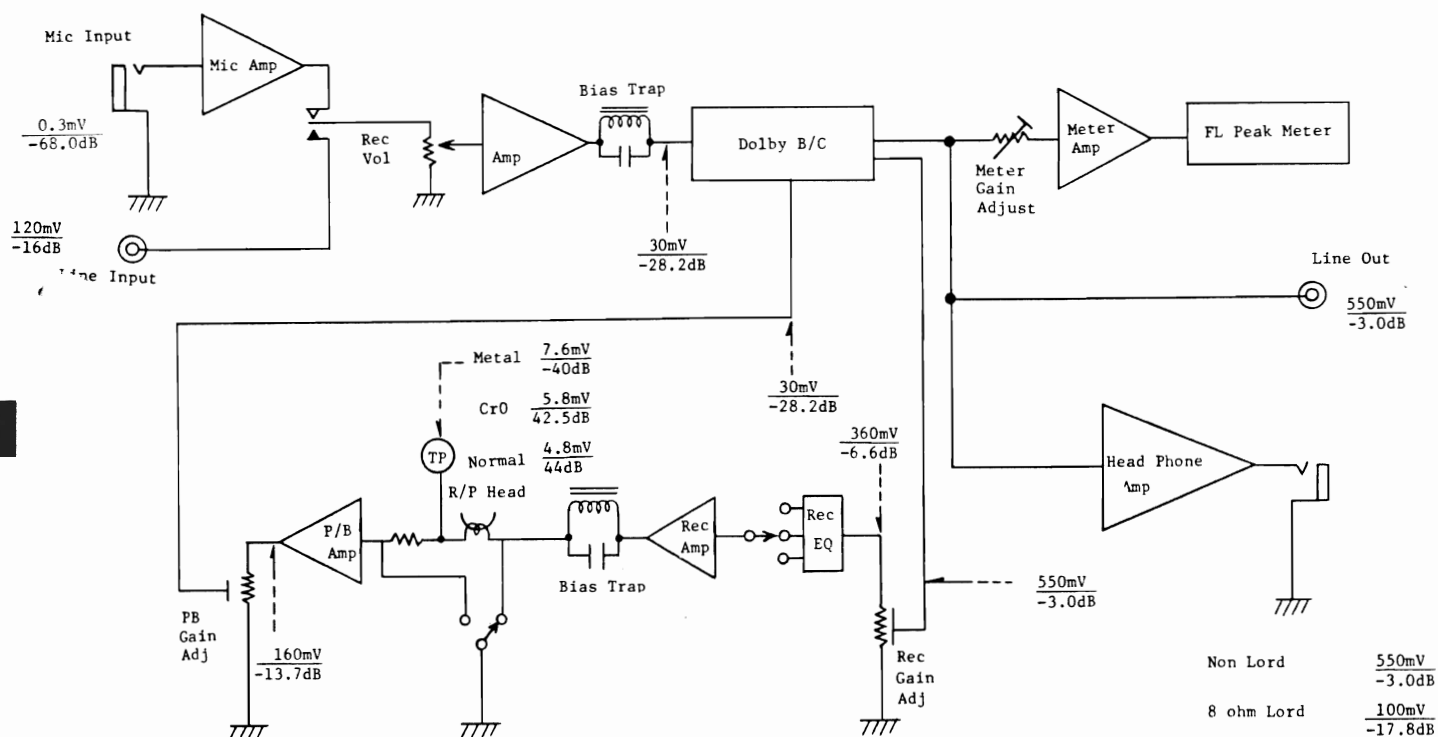 Mic Input
Mic Amp
0.3mV
-68.0dB
120mV
-16dB
Line Input
Rec
Vol
Amp
Bias Trap
30mV
-28.2dB
Dolby B/C
Meter
Gain
Adjust
Meter
Amp
FL Peak Meter
Line Out
550mV
-3.0dB
Metal 7.6mV
-40dB
CrO 5.8mV
42.5dB
Normal 4.8mV
44dB
TP
R/P Head
30mV
-28.2dB
360mV
-6.6dB
Head Phone
Amp
P/B
Amp
Bias Trap
Rec
Amp
Rec
EQ
PB
Gain
Adj
160mV
-13.7dB
550mV
-3.0dB
Rec
Gain
Adj
Non Lord 550mV
-3.0dB
8 ohm Lord 100mV
-17.8dB